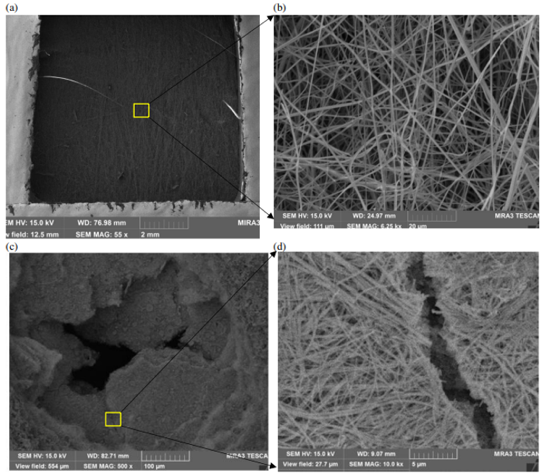 (a)
(b)
SEM HV: 15.0 kV WD: 76.98 mm MIRA3
view field: 12.5 mm SEM MAG: 55 x 2 mm
SEM HV: 15.0 kV WD: 24.97 mm MIRA3 TESCAN
View field: 111 µm SEM MAG: 6.25 kx 20 µm
(c)
(d)
SEM HV: 15.0 kV WD: 82.71 mm MIRA3 TESCAN
View field: 554 µm SEM MAG: 500 x 100 µm
SEM HV: 15.0 kV WD: 9.07 mm MIRA3 TESCAN
View field: 27.7 µm SEM MAG: 10.0 kx 5 µm